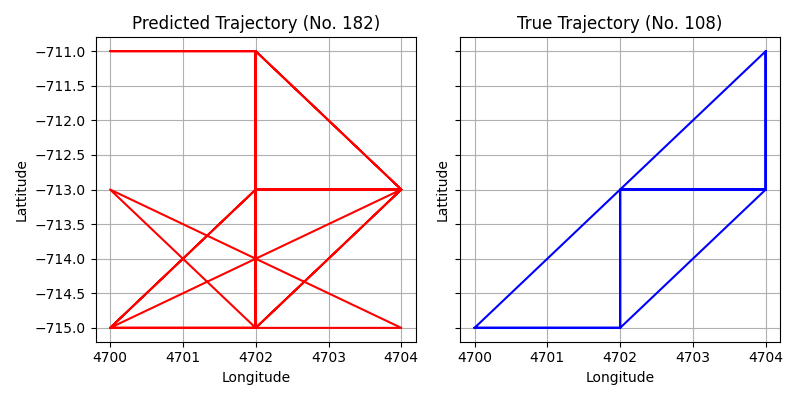 Predicted Trajectory (No. 182)
True Trajectory (No. 108)
−711.0
−711.5
−712.0
−712.5
−713.0
−713.5
−714.0
−714.5
−715.0
Lattitude
Lattitude
4700 4701 4702 4703 4704
4700 4701 4702 4703 4704
Longitude
Longitude